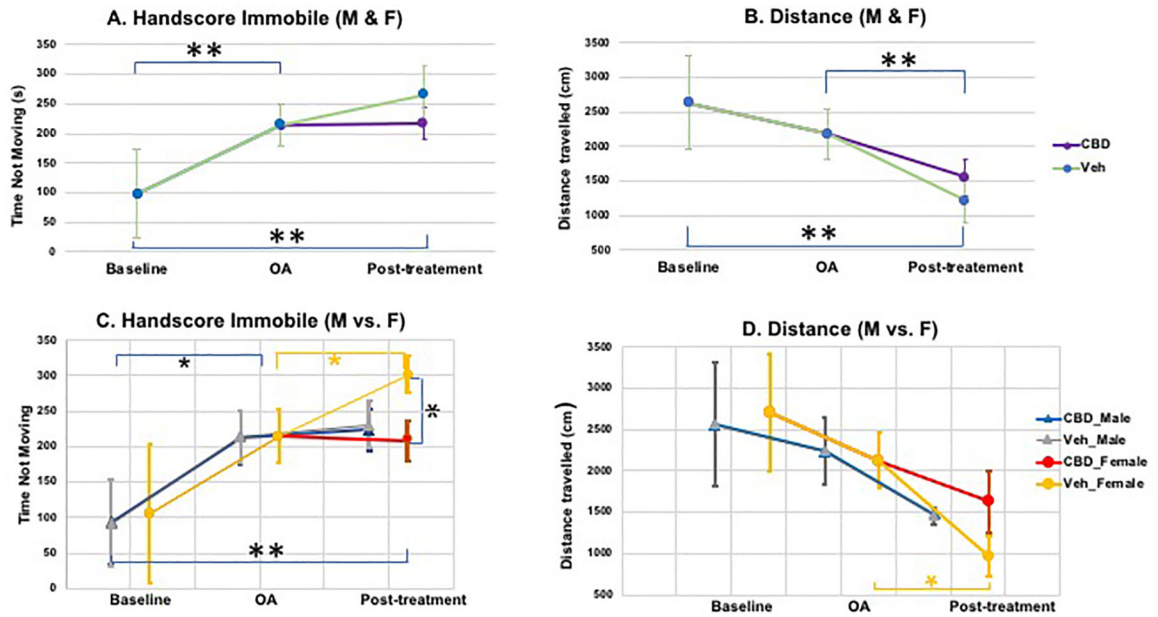 A. Handscore Immobile (M & F)
Time Not Moving (s)
350
300
250
200
150
100
50
0
**
**
Baseline OA Post-treatement
B. Distance (M & F)
Distance travelled (cm)
3500
3000
2500
2000
1500
1000
500
**
**
Baseline OA Post-treatement
CBD
Veh
C. Handscore Immobile (M vs. F)
Time Not Moving
350
300
250
200
150
100
50
0
*
*
*
**
Baseline OA Post-treatment
D. Distance (M vs. F)
Distance travelled (cm)
3500
3000
2500
2000
1500
1000
500
*
Baseline OA Post-treatment
CBD_Male
Veh_Male
CBD_Female
Veh_Female